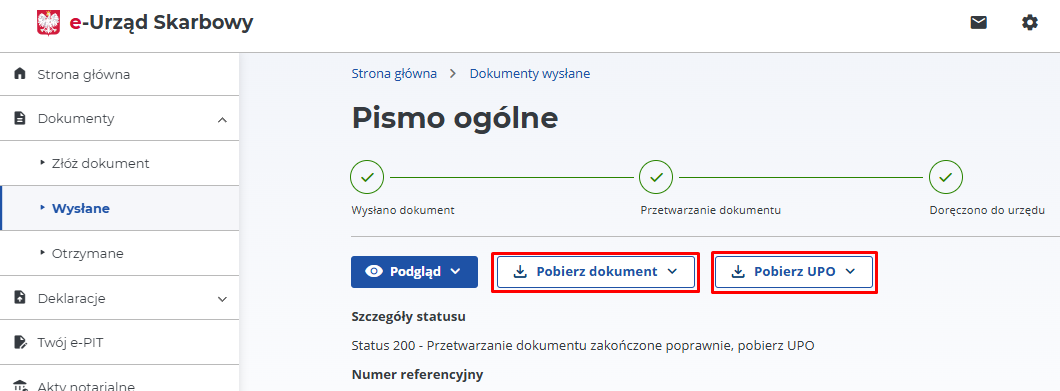 e-Urząd Skarbowy
Strona główna
Dokumenty
Złóż dokument
Wysłane
Otrzymane
Deklaracje
Twój e-PIT
Akty notarialne
Strona główna > Dokumenty wysłane
Pismo ogólne
Wysłano dokument
Przetwarzanie dokumentu
Doręczono do urzędu
Podgląd
Pobierz dokument
Pobierz UPO
Szczegóły statusu
Status 200 - Przetwarzanie dokumentu zakończone poprawnie, pobierz UPO
Numer referencyjny